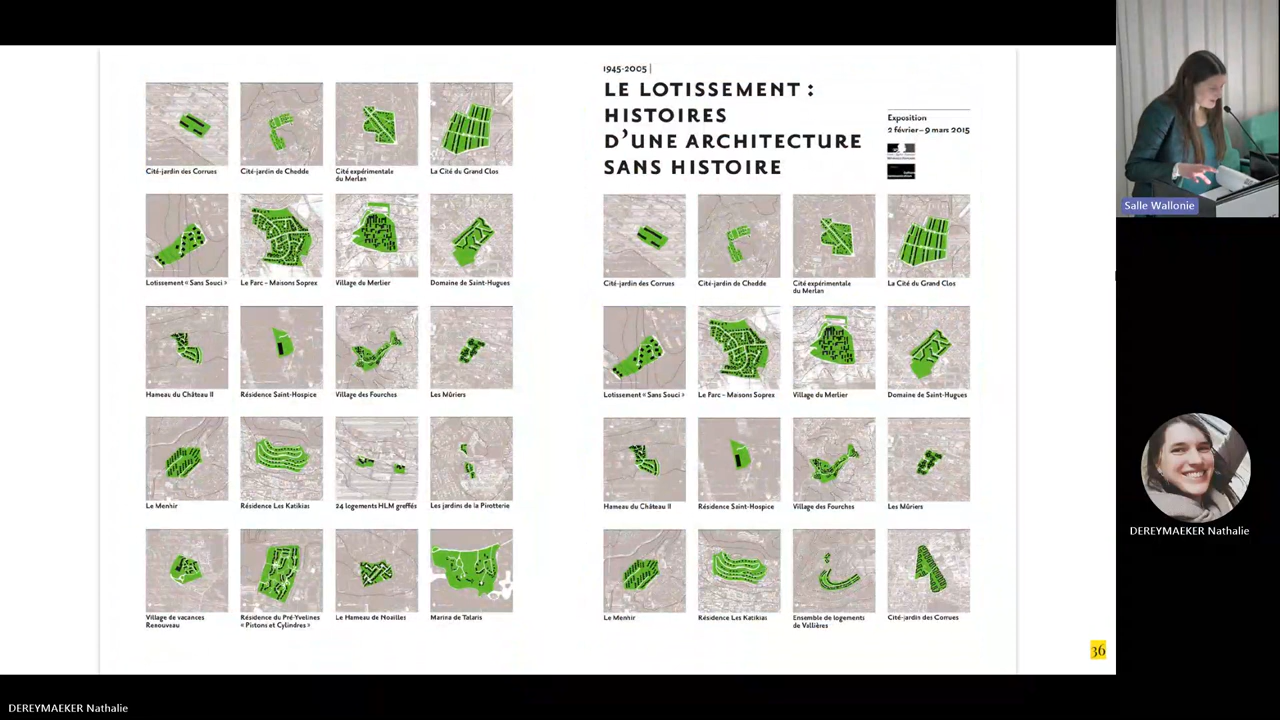 Cité-jardin des Corrues
Cité-jardin de Chedde
Cité expérimentale
du Merlan
La Cité du Grand Clos
Lotissement « Sans Souci »
Le Parc – Maisons Soprex
Village du Merlier
Domaine de Saint-Hugues
Hameau du Château II
Résidence Saint-Hospice
Village des Fourches
Les Mûriers
Le Menhir
Résidence Les Katikias
24 logements HLM greffés
Les jardins de la Pirotterie
Village de vacances
Renouveau
Résidence du Pré-Yvelines
« Pistons et Cylindres »
Le Hameau de Noailles
Marina de Talaris
1945-2005 |
LE LOTISSEMENT :
HISTOIRES
D’UNE ARCHITECTURE
SANS HISTOIRE
Exposition
2 février – 9 mars 2015
Cité-jardin des Corrues
Cité-jardin de Chedde
Cité expérimentale
du Merlan
La Cité du Grand Clos
Lotissement « Sans Souci »
Le Parc – Maisons Soprex
Village du Merlier
Domaine de Saint-Hugues
Hameau du Château II
Résidence Saint-Hospice
Village des Fourches
Les Mûriers
Le Menhir
Résidence Les Katikias
Ensemble de logements
de Vallières
Cité-jardin des Corrues
36
Salle Wallonie
DEREYMAEKER Nathalie
DEREYMAEKER Nathalie